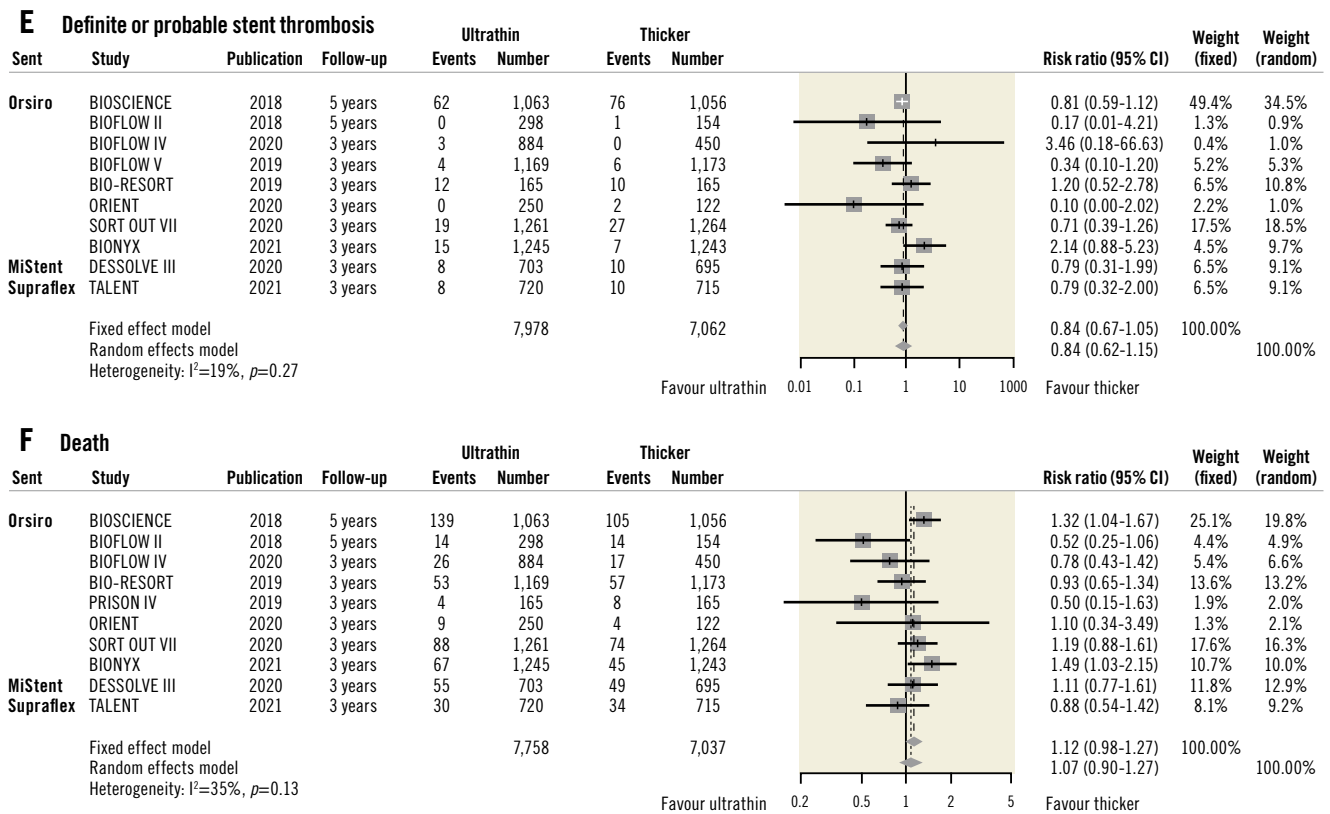 E Definite or probable stent thrombosis
Ultrathin Thicker Weight Weight
Sent Study Publication Follow-up Events Number Events Number Risk ratio (95% CI) (fixed) (random)
Orsiro BIOSCIENCE 2018 5 years 62 1,063 76 1,056 0.81 (0.59-1.12) 49.4% 34.5%
BIOFLOW II 2018 5 years 0 298 1 154 0.17 (0.01-4.21) 1.3% 0.9%
BIOFLOW IV 2020 3 years 3 884 0 450 3.46 (0.18-66.63) 0.4% 1.0%
BIOFLOW V 2019 3 years 4 1,169 6 1,173 0.34 (0.10-1.20) 5.2% 5.3%
BIO-RESORT 2019 3 years 12 165 10 165 1.20 (0.52-2.78) 6.5% 10.8%
ORIENT 2020 3 years 0 250 2 122 0.10 (0.00-2.02) 2.2% 1.0%
SORT OUT VII 2020 3 years 19 1,261 27 1,264 0.71 (0.39-1.26) 17.5% 18.5%
BIONYX 2021 3 years 15 1,245 7 1,243 2.14 (0.88-5.23) 4.5% 9.7%
MiStent DESSOLVE III 2020 3 years 8 703 10 695 0.79 (0.31-1.99) 6.5% 9.1%
Supraflex TALENT 2021 3 years 8 720 10 715 0.79 (0.32-2.00) 6.5% 9.1%
Fixed effect model 7,978 7,062 0.84 (0.67-1.05) 100.00%
Random effects model 0.84 (0.62-1.15) 100.00%
Heterogeneity: I²=19%, p=0.27
Favour ultrathin 0.01 0.1 1 10 1000 Favour thicker
F Death
Ultrathin Thicker Weight Weight
Sent Study Publication Follow-up Events Number Events Number Risk ratio (95% CI) (fixed) (random)
Orsiro BIOSCIENCE 2018 5 years 139 1,063 105 1,056 1.32 (1.04-1.67) 25.1% 19.8%
BIOFLOW II 2018 5 years 14 298 14 154 0.52 (0.25-1.06) 4.4% 4.9%
BIOFLOW IV 2020 3 years 26 884 17 450 0.78 (0.43-1.42) 5.4% 6.6%
BIO-RESORT 2019 3 years 53 1,169 57 1,173 0.93 (0.65-1.34) 13.6% 13.2%
PRISON IV 2019 3 years 4 165 8 165 0.50 (0.15-1.63) 1.9% 2.0%
ORIENT 2020 3 years 9 250 4 122 1.10 (0.34-3.49) 1.3% 2.1%
SORT OUT VII 2020 3 years 88 1,261 74 1,264 1.19 (0.88-1.61) 17.6% 16.3%
BIONYX 2021 3 years 67 1,245 45 1,243 1.49 (1.03-2.15) 10.7% 10.0%
MiStent DESSOLVE III 2020 3 years 55 703 49 695 1.11 (0.77-1.61) 11.8% 12.9%
Supraflex TALENT 2021 3 years 30 720 34 715 0.88 (0.54-1.42) 8.1% 9.2%
Fixed effect model 7,758 7,037 1.12 (0.98-1.27) 100.00%
Random effects model 1.07 (0.90-1.27) 100.00%
Heterogeneity: I²=35%, p=0.13
Favour ultrathin 0.2 0.5 1 2 5 Favour thicker